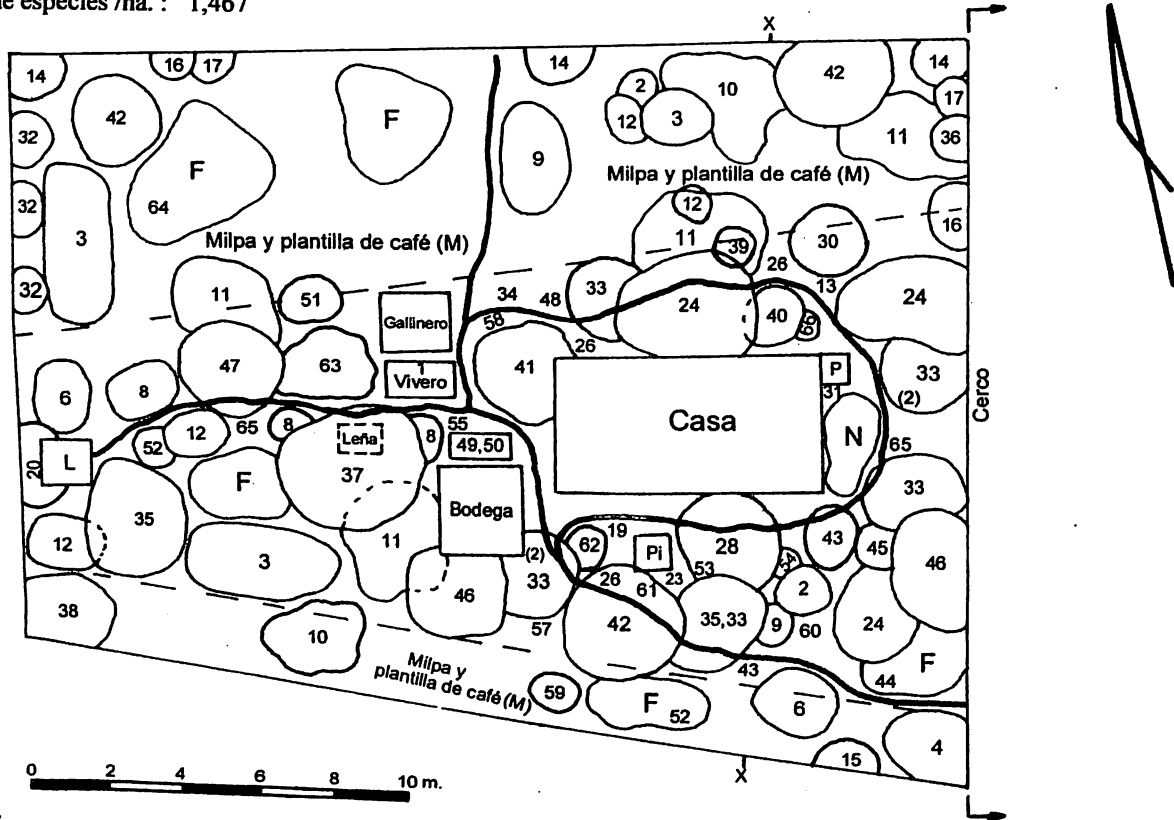 de especies /ha. : 1,467
X
14 16 17 14 42 14
2 10 17
42 F 12 3 11 36
32 F 9
Milpa y plantilla de café (M)
32 64 12 16
3 Milpa y plantilla de café (M) 11 39 30
26
32 11 51 34 48 33 13 24
Gallinero 58 24 40 66
26
47 63 41 P 33
1
Vivero 31 (2)
6 8 Casa Cerco
12 65 8 Leña 8 55 N
52 49,50 65
20 L F 37 33
35 Bodega 19
12 11 62 Pi 28 43 45 46
3 (2) 53 54
46 33 26 61 23 2
38 10 57 42 35,33 9 60 24
43 F
Milpa y
plantilla de café (M)
59 F 52 6 44
15 4
X
0 2 4 6 8 10 m.